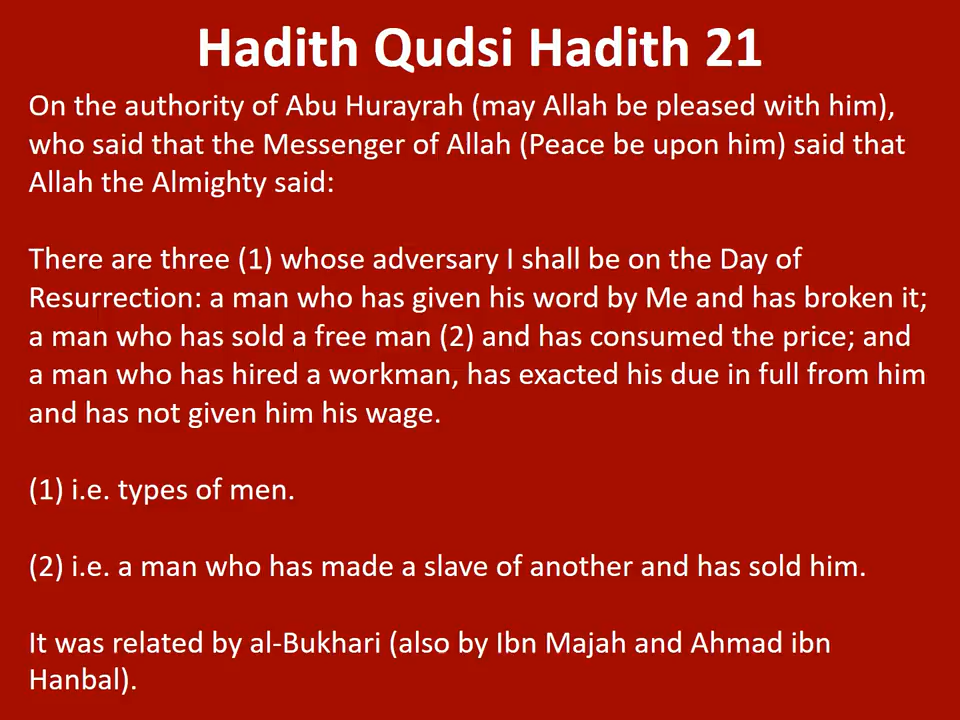 Hadith Qudsi Hadith 21
On the authority of Abu Hurayrah (may Allah be pleased with him),
who said that the Messenger of Allah (Peace be upon him) said that
Allah the Almighty said:
There are three (1) whose adversary I shall be on the Day of
Resurrection: a man who has given his word by Me and has broken it;
a man who has sold a free man (2) and has consumed the price; and
a man who has hired a workman, has exacted his due in full from him
and has not given him his wage.
(1) i.e. types of men.
(2) i.e. a man who has made a slave of another and has sold him.
It was related by al-Bukhari (also by Ibn Majah and Ahmad ibn
Hanbal).